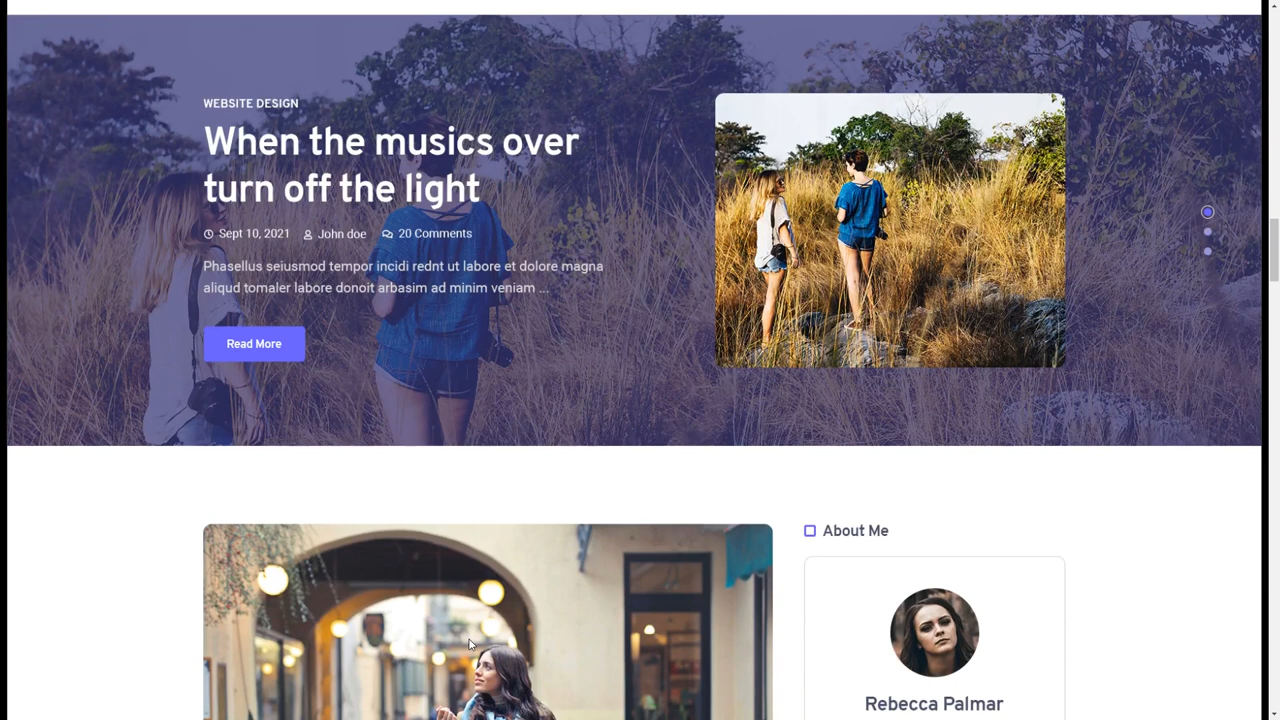 WEBSITE DESIGN
When the musics over
turn off the light
Sept 10, 2021 John doe 20 Comments
Phasellus seiusmod tempor incidi rednt ut labore et dolore magna
aliqud tomaler labore donoit arbasim ad minim veniam ...
Read More
About Me
Rebecca Palmar